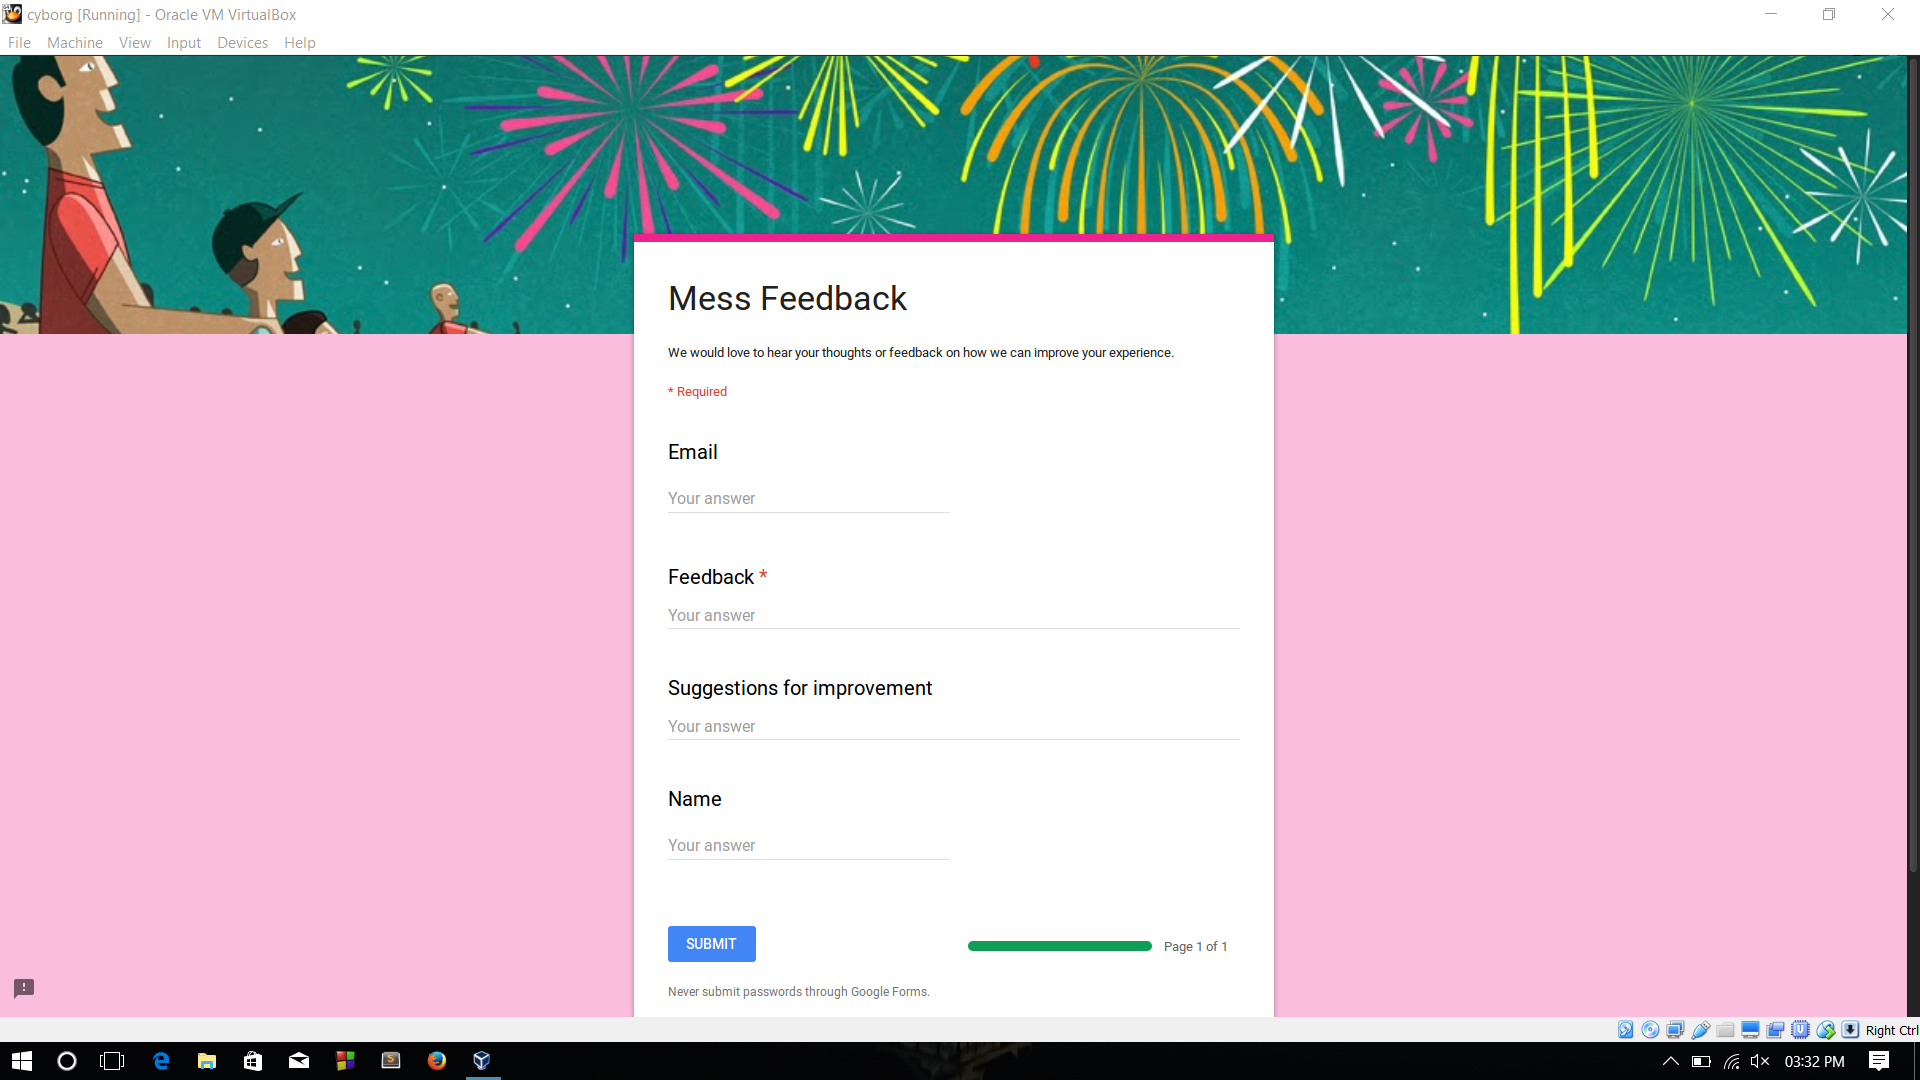 cyborg [Running] - Oracle VM VirtualBox
File Machine View Input Devices Help
Mess Feedback
We would love to hear your thoughts or feedback on how we can improve your experience.
* Required
Email
Your answer
Feedback *
Your answer
Suggestions for improvement
Your answer
Name
Your answer
SUBMIT
Page 1 of 1
Never submit passwords through Google Forms.
Right Ctrl
03:32 PM